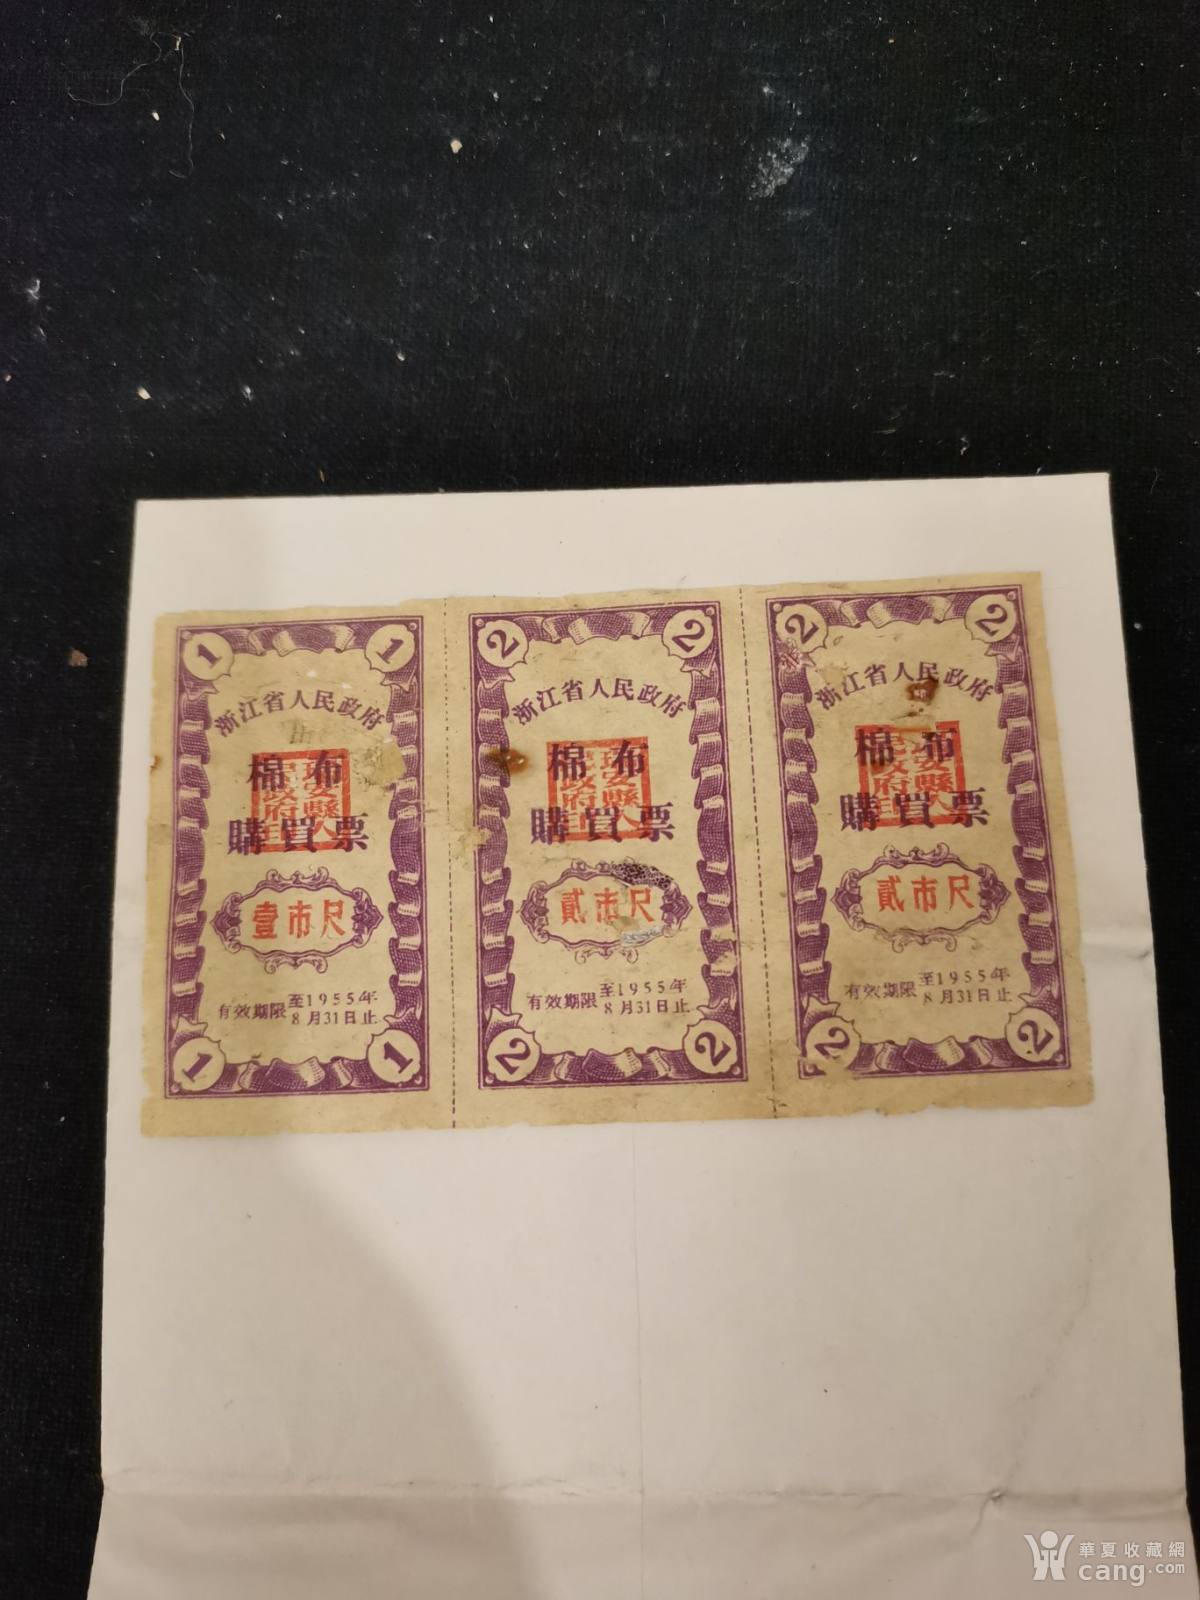 1 1
浙江省人民政府
棉布
購買票
壹市尺
有效期限 至1955年
8月31日止
1 1
2 2
浙江省人民政府
棉布
購買票
貳市尺
有效期限 至1955年
8月31日止
2 2
2 2
浙江省人民政府
棉布
購買票
貳市尺
有效期限 至1955年
8月31日止
2 2
華夏收藏網
cang.com